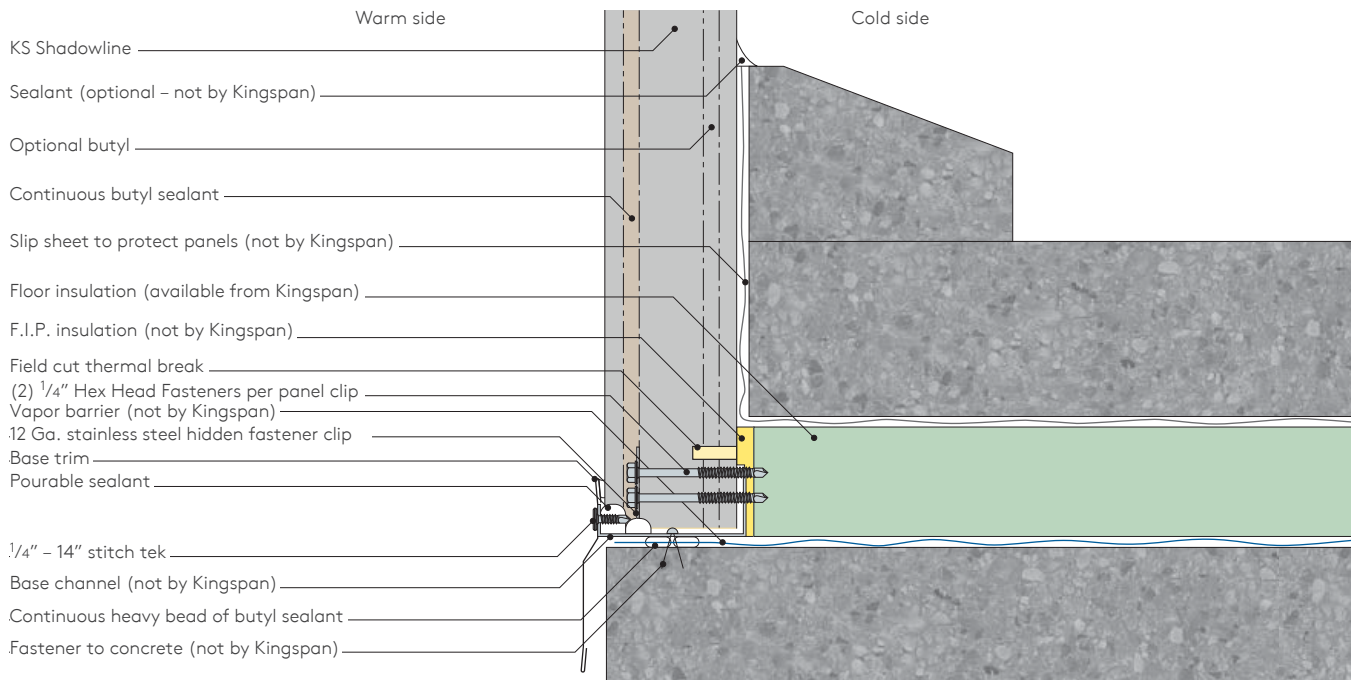 Warm side
Cold side
KS Shadowline
Sealant (optional – not by Kingspan)
Optional butyl
Continuous butyl sealant
Slip sheet to protect panels (not by Kingspan)
Floor insulation (available from Kingspan)
F.I.P. insulation (not by Kingspan)
Field cut thermal break
(2) 1/4" Hex Head Fasteners per panel clip
Vapor barrier (not by Kingspan)
12 Ga. stainless steel hidden fastener clip
Base trim
Pourable sealant
1/4" – 14" stitch tek
Base channel (not by Kingspan)
Continuous heavy bead of butyl sealant
Fastener to concrete (not by Kingspan)